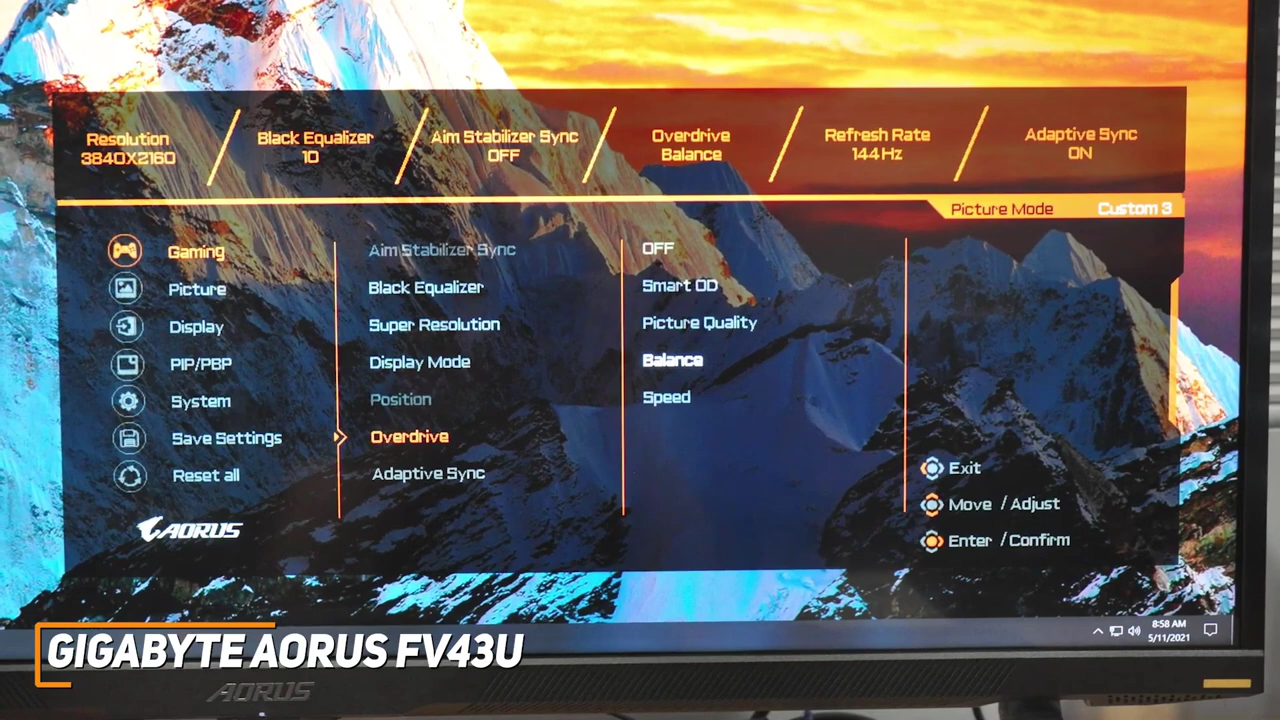 Resolution
3840X2160
Black Equalizer
10
Aim Stabilizer Sync
OFF
Overdrive
Balance
Refresh Rate
144Hz
Adaptive Sync
ON
Picture Mode
Custom 3
Gaming
Picture
Display
PIP/PBP
System
Save Settings
Reset all
Aim Stabilizer Sync
Black Equalizer
Super Resolution
Display Mode
Position
Overdrive
Adaptive Sync
OFF
Smart OD
Picture Quality
Balance
Speed
Exit
Move / Adjust
Enter / Confirm
AORUS
8:58 AM
5/11/2021
GIGABYTE AORUS FV43U
AORUS